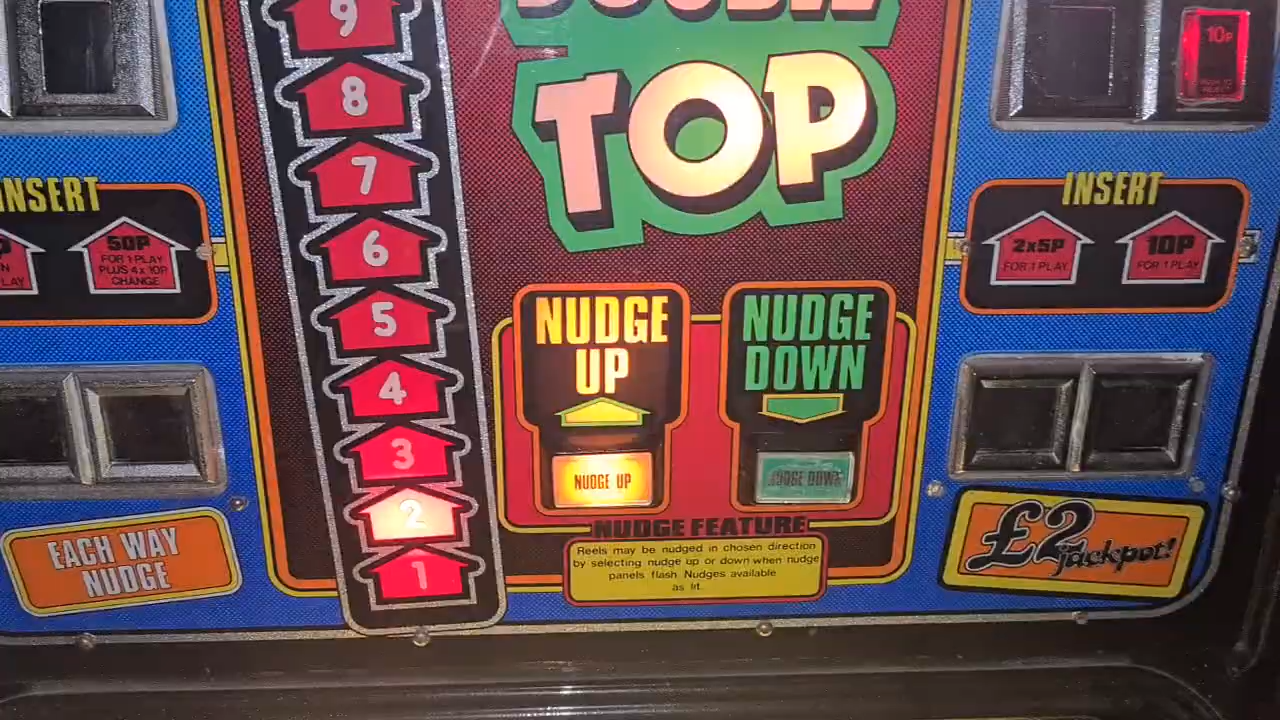 DOUBLE
TOP
9
8
7
6
5
4
3
2
1
10P
INSERT
50P
FOR 1 PLAY
PLUS 4 x 10P
CHANGE
INSERT
2x5P
FOR 1 PLAY
10P
FOR 1 PLAY
NUDGE
UP
NUDGE
DOWN
NUDGE UP
NUDGE DOWN
NUDGE FEATURE
Reels may be nudged in chosen direction
by selecting nudge up or down when nudge
panels flash Nudges available
as lit.
EACH WAY
NUDGE
£2
jackpot!